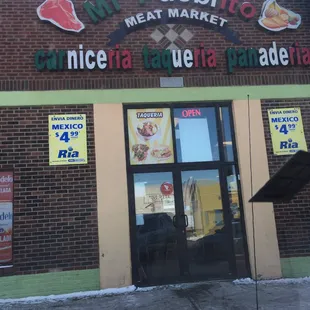 MEAT MARKET
carniceria taqueria panaderia
TAQUERIA
OPEN
ENVIA DINERO
MEXICO
$4.99
Ria
ENVIA DINERO
MEXICO
$4.99
Ria